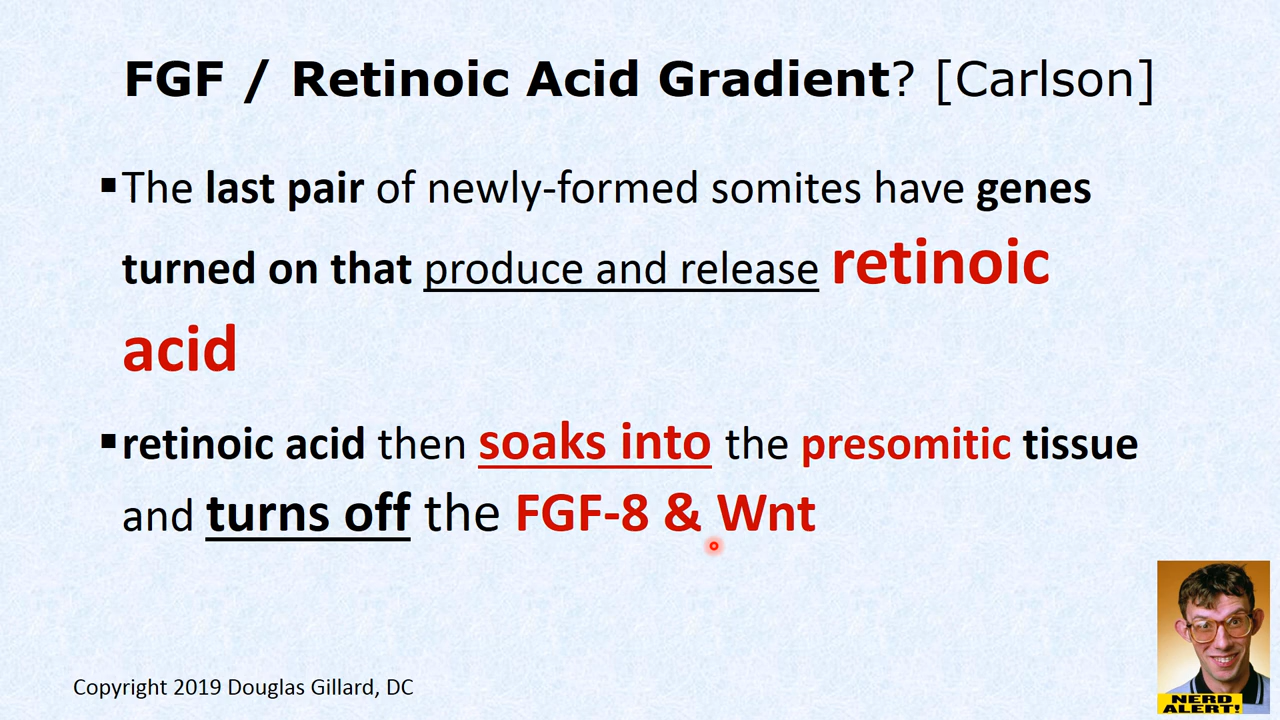 FGF / Retinoic Acid Gradient? [Carlson]
▪The last pair of newly-formed somites have genes
turned on that produce and release retinoic
acid
▪retinoic acid then soaks into the presomitic tissue
and turns off the FGF-8 & Wnt
Copyright 2019 Douglas Gillard, DC
NERD
ALERT!